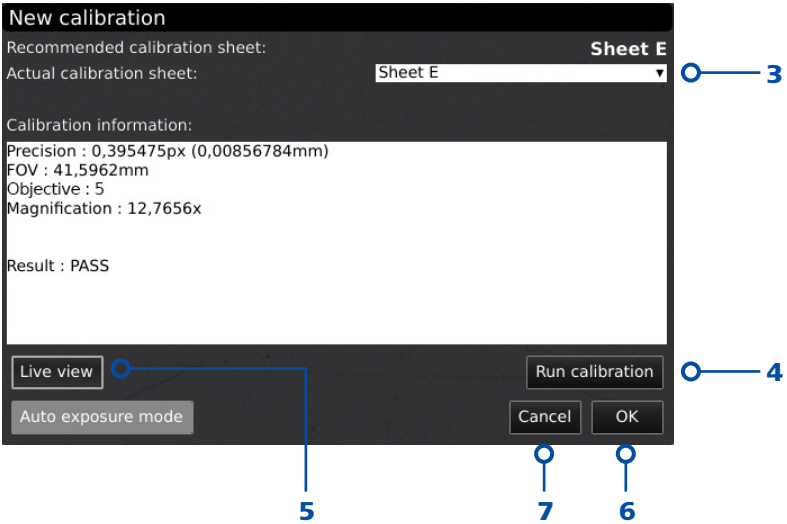 New calibration
Recommended calibration sheet: Sheet E
Actual calibration sheet: Sheet E
3
Calibration information:
Precision : 0,395475px (0,00856784mm)
FOV : 41,5962mm
Objective : 5
Magnification : 12,7656x
Result : PASS
Live view
Run calibration
4
Auto exposure mode
Cancel
OK
5
7
6